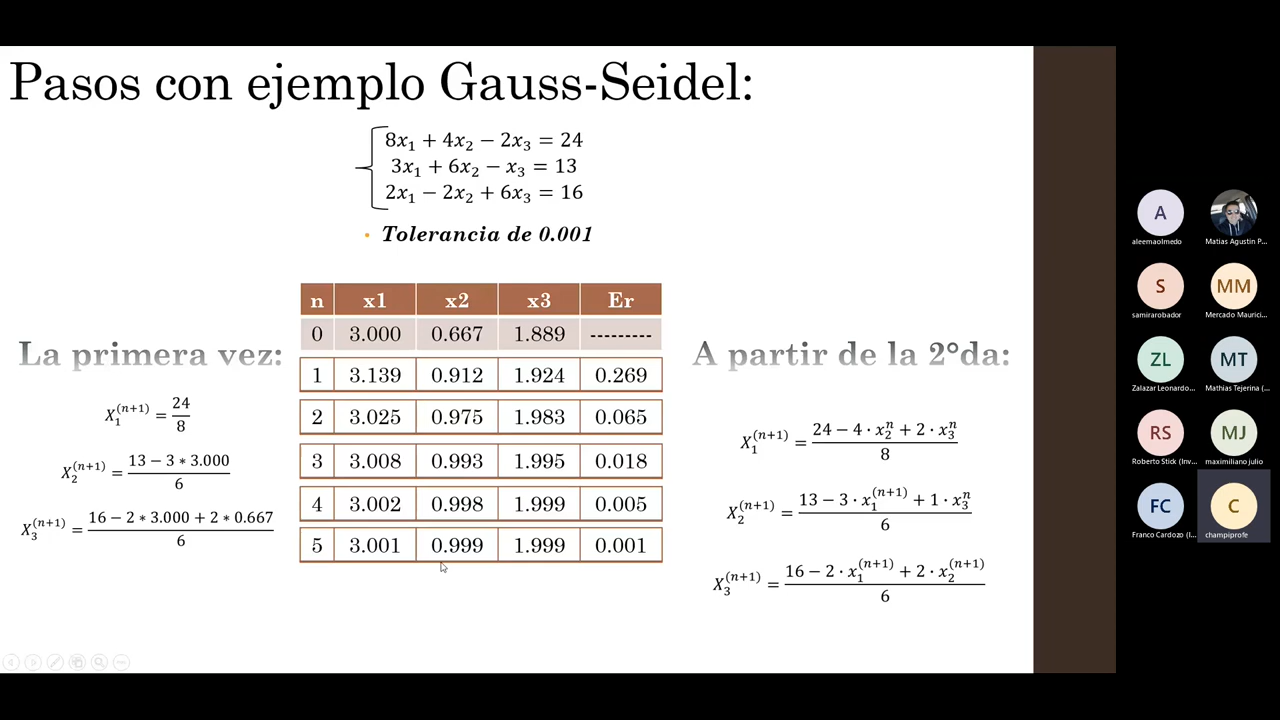 Pasos con ejemplo Gauss-Seidel:
8x₁ + 4x₂ − 2x₃ = 24
3x₁ + 6x₂ − x₃ = 13
2x₁ − 2x₂ + 6x₃ = 16
• Tolerancia de 0.001
La primera vez:
X₁⁽ⁿ⁺¹⁾ = 24/8
X₂⁽ⁿ⁺¹⁾ = (13 − 3 * 3.000)/6
X₃⁽ⁿ⁺¹⁾ = (16 − 2 * 3.000 + 2 * 0.667)/6
n x1 x2 x3 Er
0 3.000 0.667 1.889 ---------
1 3.139 0.912 1.924 0.269
2 3.025 0.975 1.983 0.065
3 3.008 0.993 1.995 0.018
4 3.002 0.998 1.999 0.005
5 3.001 0.999 1.999 0.001
A partir de la 2°da:
X₁⁽ⁿ⁺¹⁾ = (24 − 4 · x₂ⁿ + 2 · x₃ⁿ)/8
X₂⁽ⁿ⁺¹⁾ = (13 − 3 · x₁⁽ⁿ⁺¹⁾ + 1 · x₃ⁿ)/6
X₃⁽ⁿ⁺¹⁾ = (16 − 2 · x₁⁽ⁿ⁺¹⁾ + 2 · x₂⁽ⁿ⁺¹⁾)/6
A
aleemaolmedo
Matias Agustin P...
S
MM
samirarobador
Mercado Maurici...
ZL
MT
Zalazar Leonardo...
Mathias Tejerina (...
RS
MJ
Roberto Stick (Inv...
maximiliano julio
FC
C
Franco Cardozo (I...
champiprofe